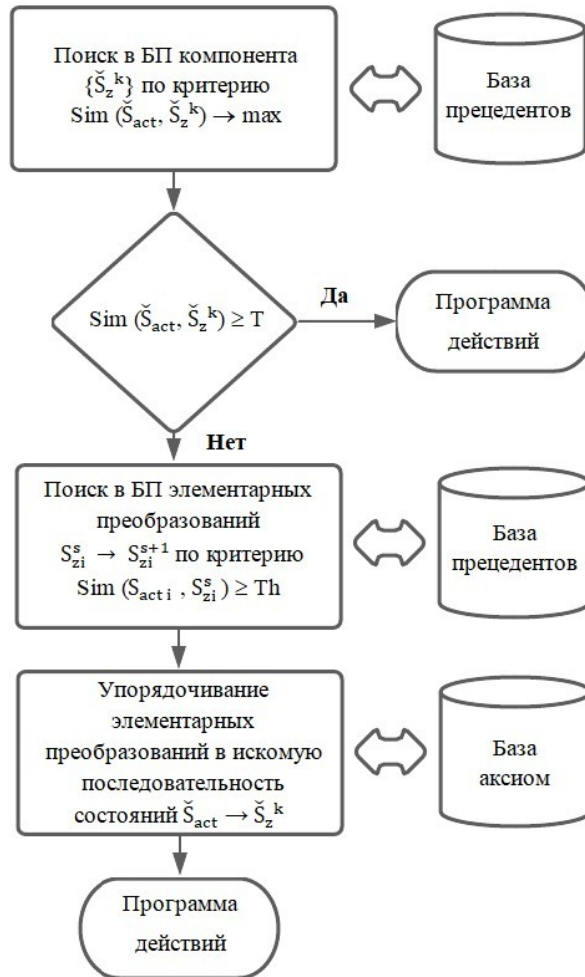 Поиск в БП компонента
{Š_z^k} по критерию
Sim (Š_act, Š_z^k) → max
База
прецедентов
Sim (Š_act, Š_z^k) ≥ T
Да
Программа
действий
Нет
Поиск в БП элементарных
преобразований
S_zi^s → S_zi^s+1 по критерию
Sim (S_act i , S_zi^s) ≥ Th
База
прецедентов
Упорядочивание
элементарных
преобразований в искомую
последовательность
состояний Š_act → Š_z^k
База
аксиом
Программа
действий